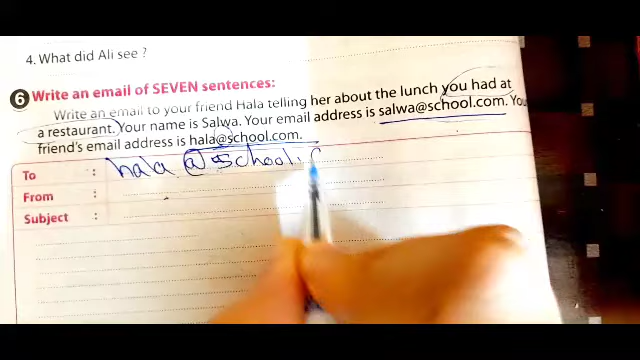 4. What did Ali see ?
6 Write an email of SEVEN sentences:
Write an email to your friend Hala telling her about the lunch you had at
a restaurant. Your name is Salwa. Your email address is salwa@school.com. You
friend's email address is hala@school.com.
To : hala @ school.c
From :
Subject :